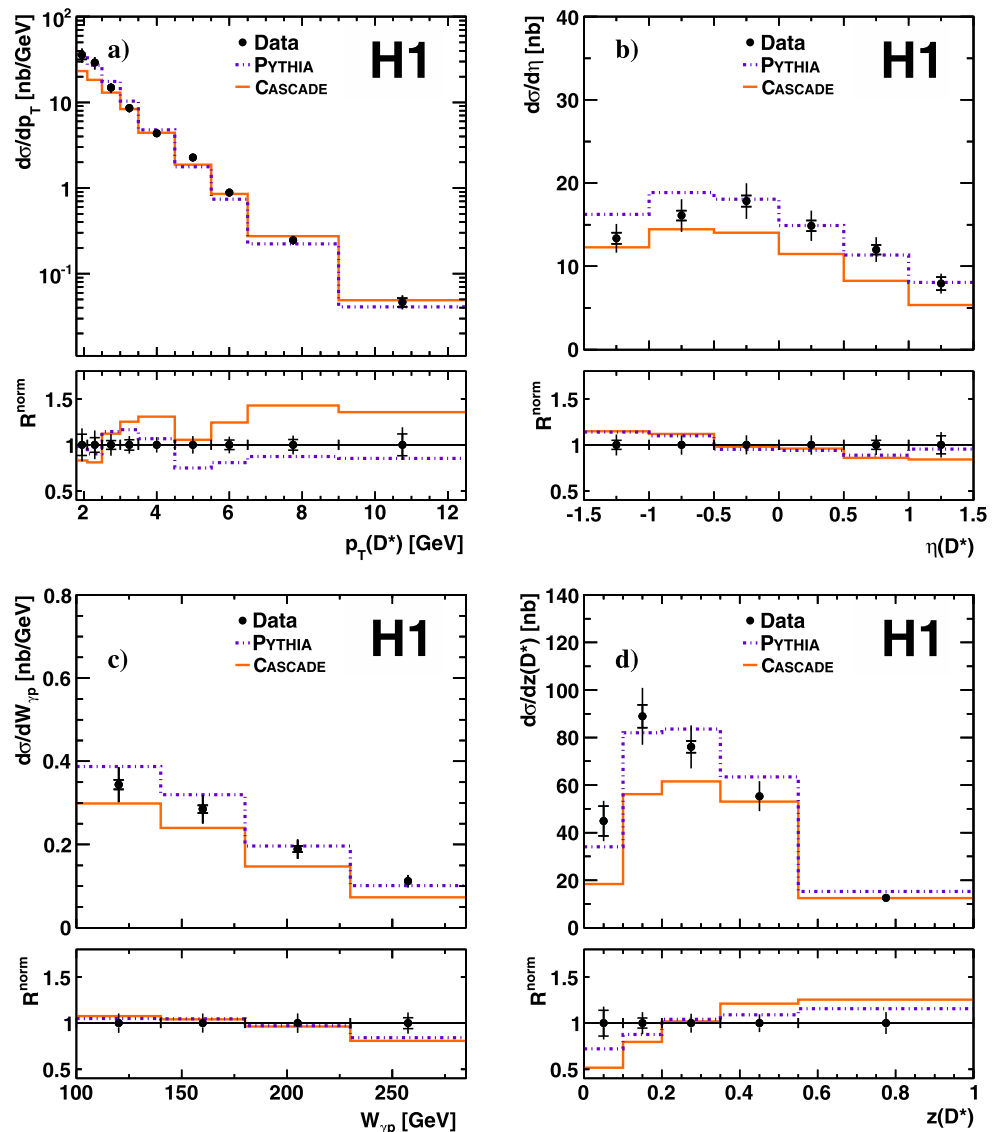 a)
H1
Data
PYTHIA
CASCADE
dσ/dp_T [nb/GeV]
10²
10
1
10⁻¹
R^norm
1.5
1
0.5
2 4 6 8 10 12
p_T(D*) [GeV]
b)
H1
Data
PYTHIA
CASCADE
dσ/dη [nb]
40
30
20
10
0
R^norm
1.5
1
0.5
-1.5 -1 -0.5 0 0.5 1 1.5
η(D*)
c)
H1
Data
PYTHIA
CASCADE
dσ/dW_γp [nb/GeV]
0.8
0.6
0.4
0.2
0
R^norm
1.5
1
0.5
100 150 200 250
W_γp [GeV]
d)
H1
Data
PYTHIA
CASCADE
dσ/dz(D*) [nb]
140
120
100
80
60
40
20
0
R^norm
1.5
1
0.5
0 0.2 0.4 0.6 0.8 1
z(D*)